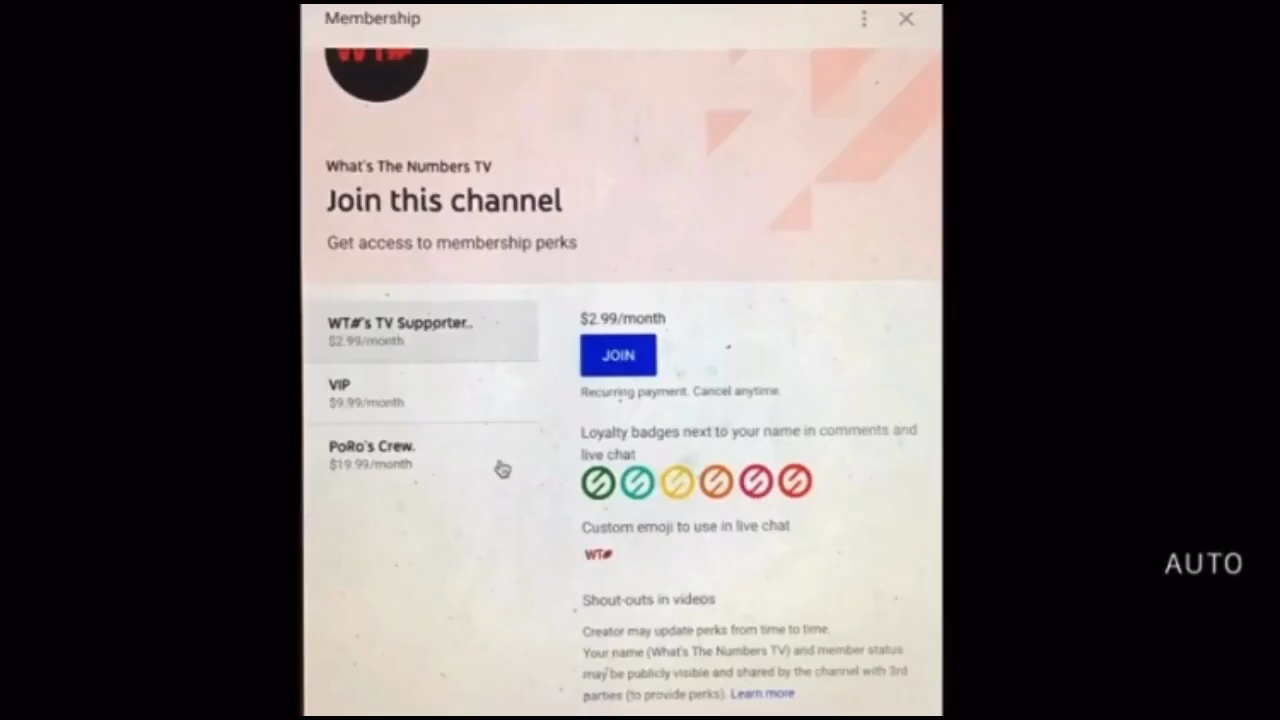 Membership
WT#
What's The Numbers TV
Join this channel
Get access to membership perks
WT#'s TV Supporter..
$2.99/month
VIP
$9.99/month
PoRo's Crew.
$19.99/month
$2.99/month
JOIN
Recurring payment. Cancel anytime.
Loyalty badges next to your name in comments and
live chat
Custom emoji to use in live chat
WT#
Shout-outs in videos
Creator may update perks from time to time.
Your name (What's The Numbers TV) and member status
may be publicly visible and shared by the channel with 3rd
parties (to provide perks). Learn more
AUTO